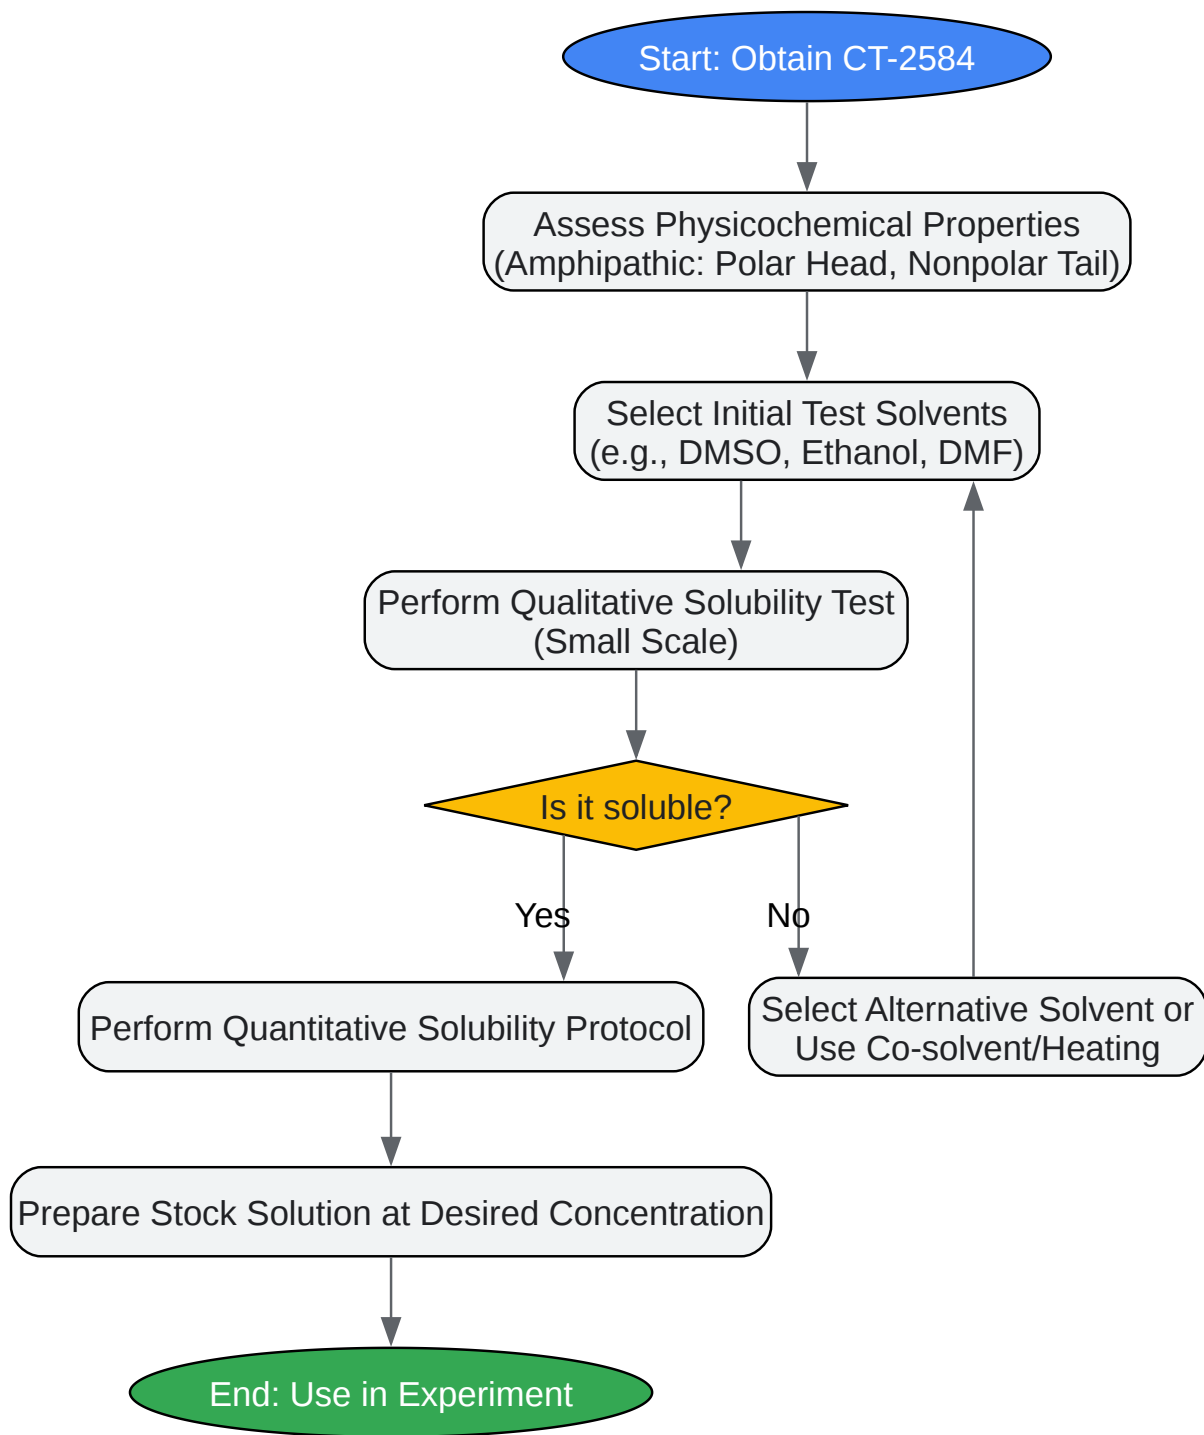 Start: Obtain CT-2584
Assess Physicochemical Properties
(Amphipathic: Polar Head, Nonpolar Tail)
Select Initial Test Solvents
(e.g., DMSO, Ethanol, DMF)
Perform Qualitative Solubility Test
(Small Scale)
Is it soluble?
Yes
No
Perform Quantitative Solubility Protocol
Select Alternative Solvent or
Use Co-solvent/Heating
Prepare Stock Solution at Desired Concentration
End: Use in Experiment